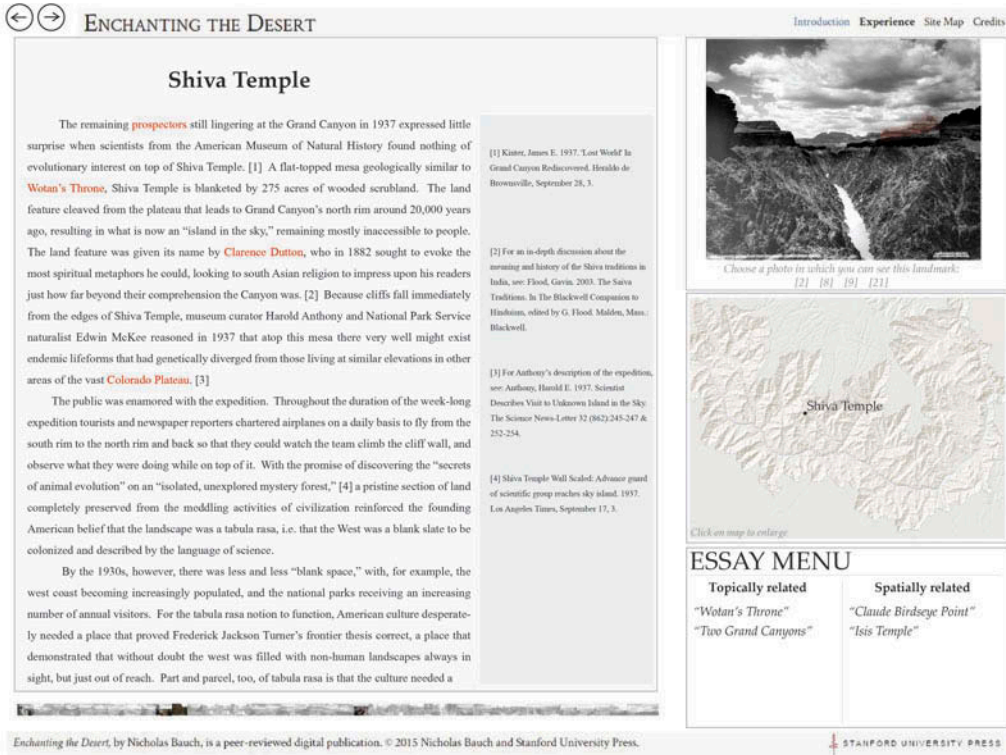 ENCHANTING THE DESERT
Introduction Experience Site Map Credits
Shiva Temple
The remaining prospectors still lingering at the Grand Canyon in 1937 expressed little
surprise when scientists from the American Museum of Natural History found nothing of
evolutionary interest on top of Shiva Temple. [1] A flat-topped mesa geologically similar to
Wotan's Throne, Shiva Temple is blanketed by 275 acres of wooded scrubland. The land
feature cleaved from the plateau that leads to Grand Canyon's north rim around 20,000 years
ago, resulting in what is now an "island in the sky," remaining mostly inaccessible to people.
The land feature was given its name by Clarence Dutton, who in 1882 sought to evoke the
most spiritual metaphors he could, looking to south Asian religion to impress upon his readers
just how far beyond their comprehension the Canyon was. [2] Because cliffs fall immediately
from the edges of Shiva Temple, museum curator Harold Anthony and National Park Service
naturalist Edwin McKee reasoned in 1937 that atop this mesa there very well might exist
endemic lifeforms that had genetically diverged from those living at similar elevations in other
areas of the vast Colorado Plateau. [3]
The public was enamored with the expedition. Throughout the duration of the week-long
expedition tourists and newspaper reporters chartered airplanes on a daily basis to fly from the
south rim to the north rim and back so that they could watch the team climb the cliff wall, and
observe what they were doing while on top of it. With the promise of discovering the "secrets
of animal evolution" on an "isolated, unexplored mystery forest," [4] a pristine section of land
completely preserved from the meddling activities of civilization reinforced the founding
American belief that the landscape was a tabula rasa, i.e. that the West was a blank slate to be
colonized and described by the language of science.
By the 1930s, however, there was less and less "blank space," with, for example, the
west coast becoming increasingly populated, and the national parks receiving an increasing
number of annual visitors. For the tabula rasa notion to function, American culture desperate-
ly needed a place that proved Frederick Jackson Turner's frontier thesis correct, a place that
demonstrated that without doubt the west was filled with non-human landscapes always in
sight, but just out of reach. Part and parcel, too, of tabula rasa is that the culture needed a
[1] Kinter, James E. 1937. 'Lost World' In
Grand Canyon Rediscovered. Heraldo de
Brownsville, September 28, 3.
[2] For an in-depth discussion about the
meaning and history of the Shiva traditions in
India, see: Flood, Gavin. 2003. The Saiva
Traditions. In The Blackwell Companion to
Hinduism, edited by G. Flood. Malden, Mass.:
Blackwell.
[3] For Anthony's description of the expedition,
see: Anthony, Harold E. 1937. Scientist
Describes Visit to Unknown Island in the Sky.
The Science News-Letter 32 (862):245-247 &
252-254.
[4] Shiva Temple Wall Scaled: Advance guard
of scientific group reaches sky island. 1937.
Los Angeles Times, September 17, 3.
Choose a photo in which you can see this landmark:
[2] [8] [9] [21]
Shiva Temple
Click on map to enlarge
ESSAY MENU
Topically related
"Wotan's Throne"
"Two Grand Canyons"
Spatially related
"Claude Birdseye Point"
"Isis Temple"
Enchanting the Desert, by Nicholas Bauch, is a peer-reviewed digital publication. © 2015 Nicholas Bauch and Stanford University Press.
STANFORD UNIVERSITY PRESS